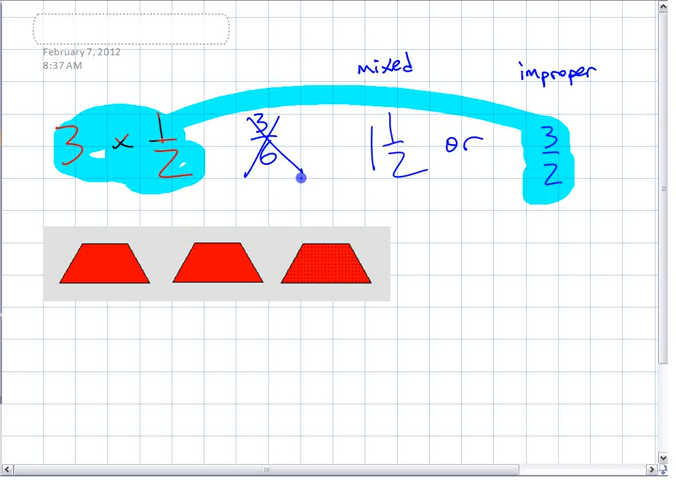 February 7, 2012
8:37 AM
mixed
improper
3 x 1/2 3/6 1 1/2 or 3/2